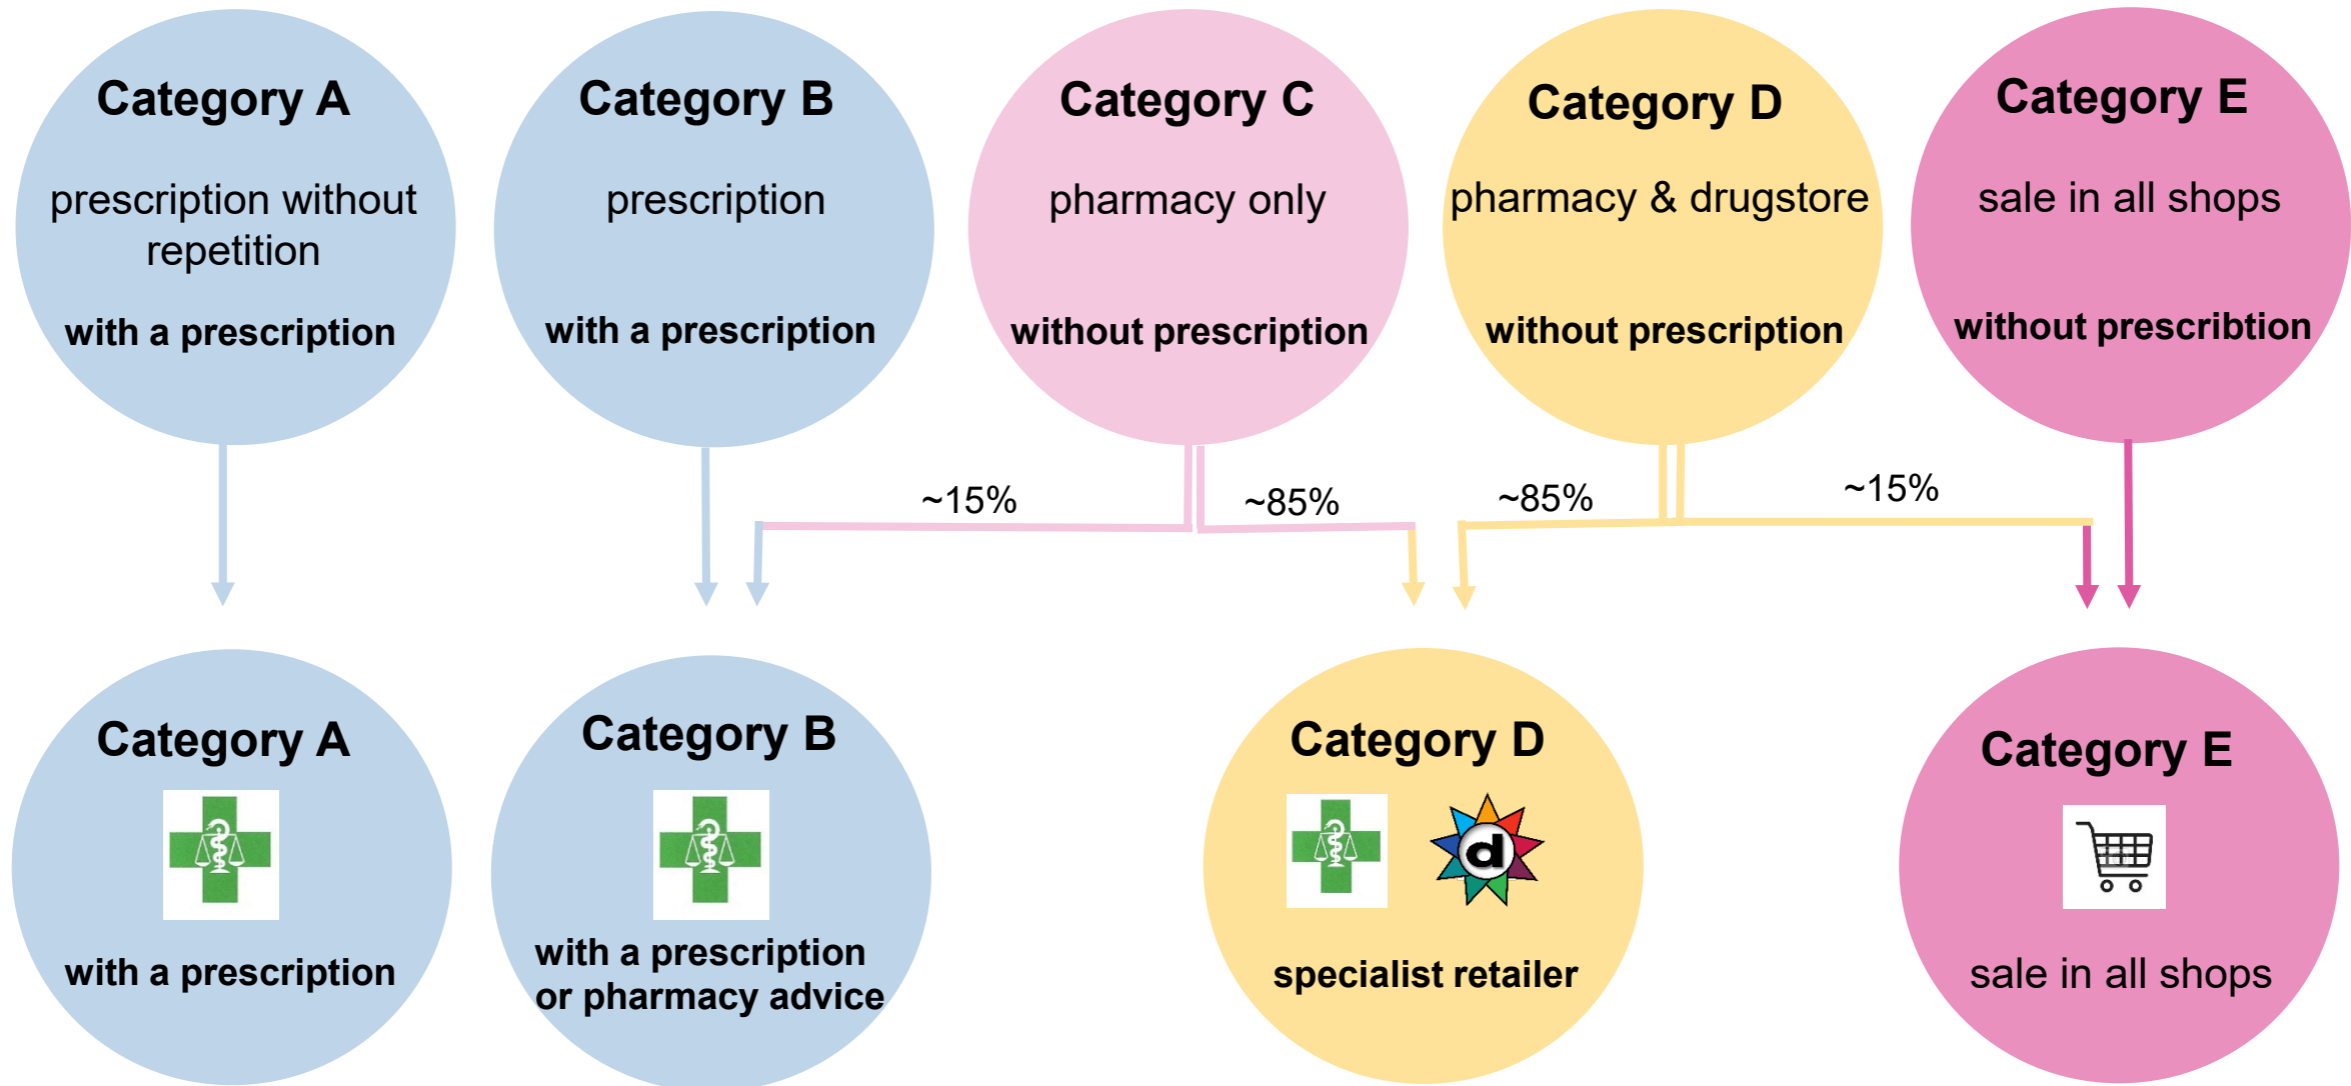 Category A
prescription without
repetition
with a prescription
Category B
prescription
with a prescription
Category C
pharmacy only
without prescription
Category D
pharmacy & drugstore
without prescription
Category E
sale in all shops
without prescribtion
~15%
~85%
~85%
~15%
Category A
with a prescription
Category B
with a prescription
or pharmacy advice
Category D
d
specialist retailer
Category E
sale in all shops